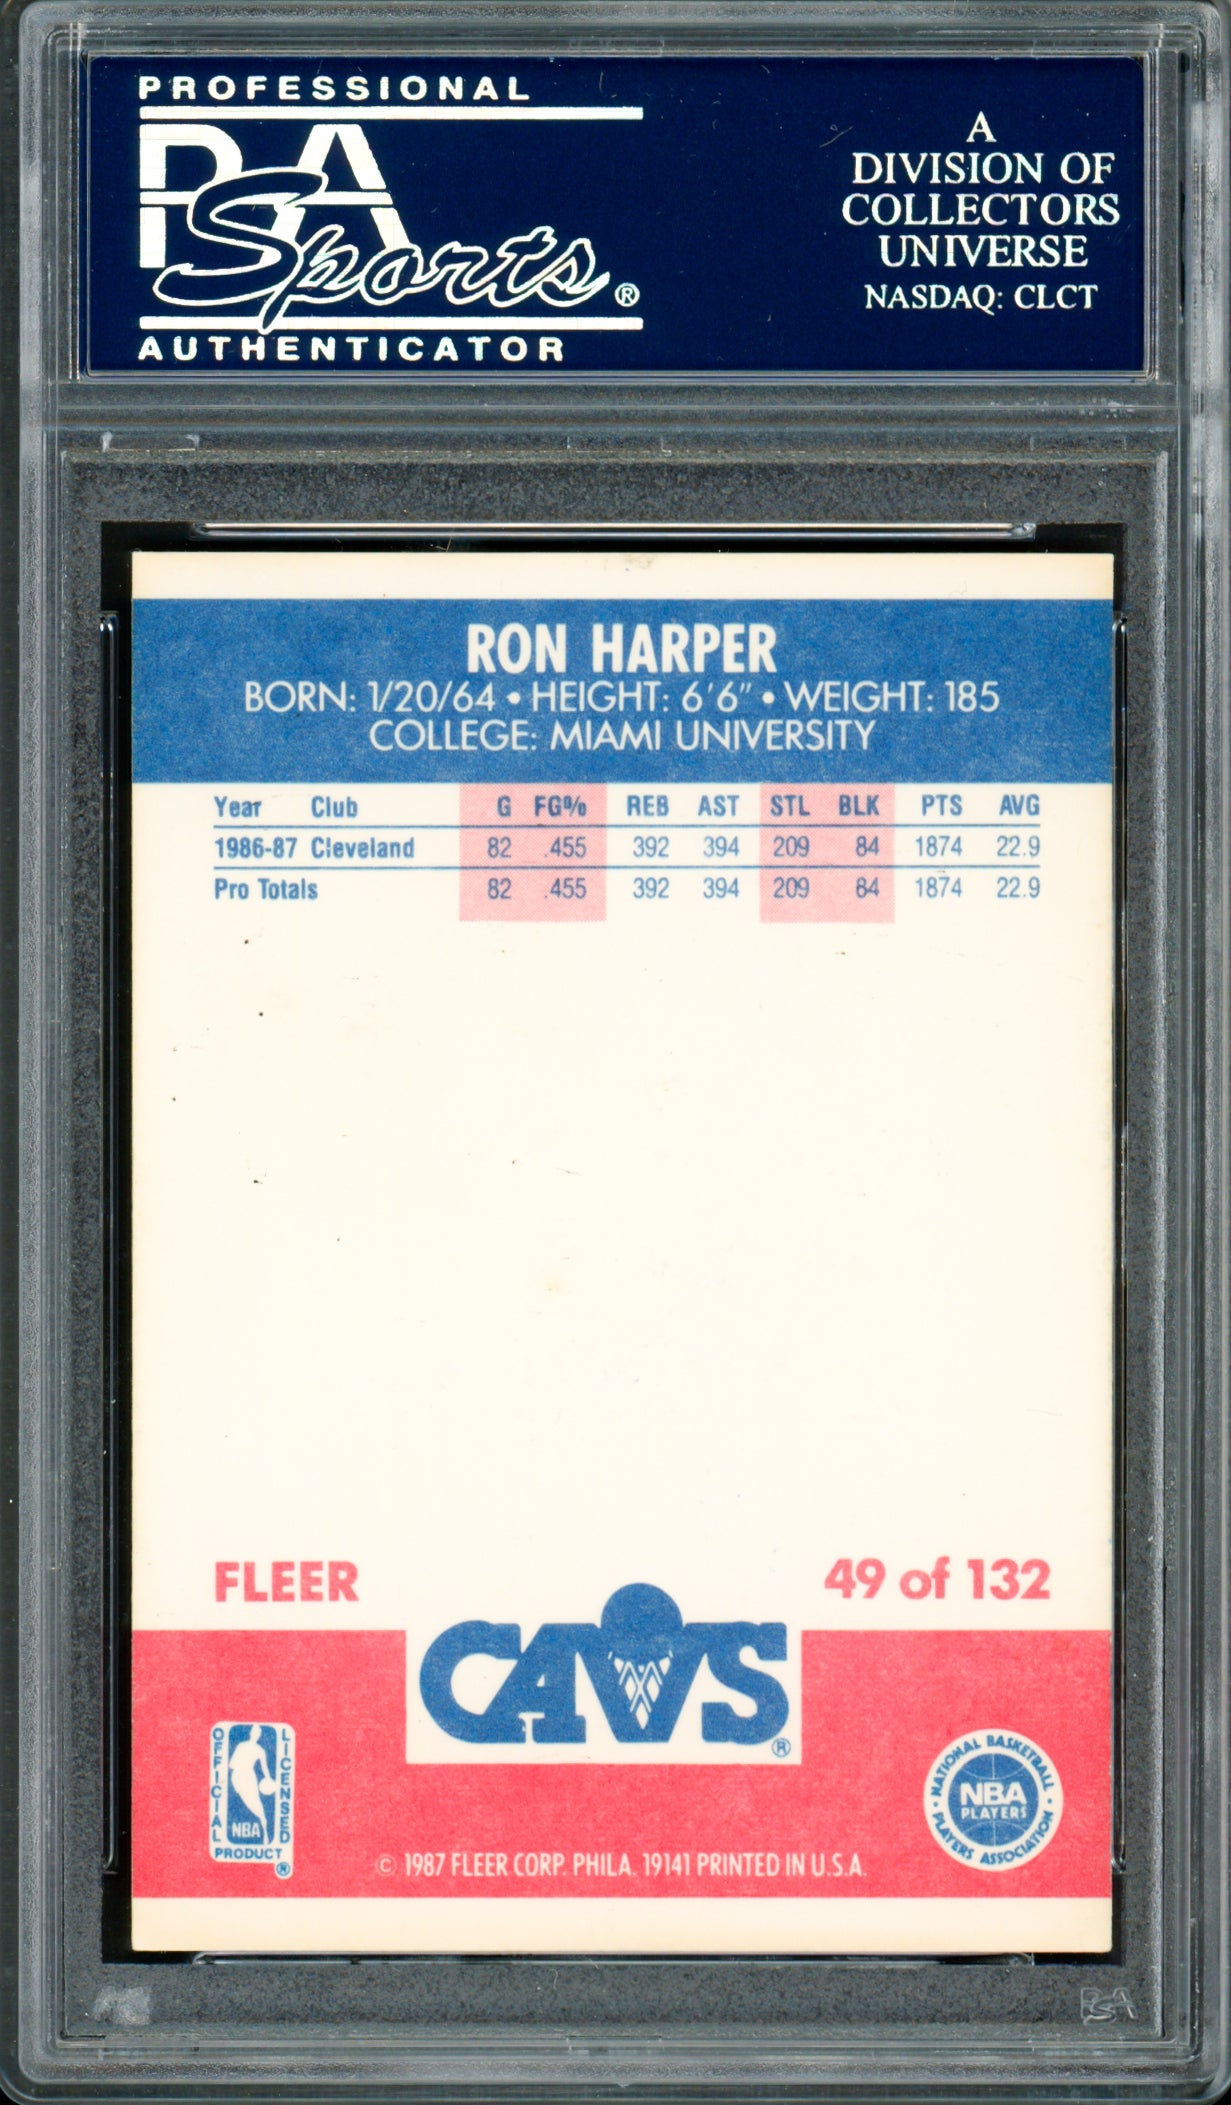 PROFESSIONAL
PSA
Sports®
AUTHENTICATOR
A
DIVISION OF
COLLECTORS
UNIVERSE
NASDAQ: CLCT
RON HARPER
BORN: 1/20/64 • HEIGHT: 6'6" • WEIGHT: 185
COLLEGE: MIAMI UNIVERSITY
Year Club G FG% REB AST STL BLK PTS AVG
1986-87 Cleveland 82 .455 392 394 209 84 1874 22.9
Pro Totals 82 .455 392 394 209 84 1874 22.9
FLEER
49 of 132
CAVS®
OFFICIAL LICENSED
NBA
PRODUCT®
NATIONAL BASKETBALL
NBA
PLAYERS
PLAYERS ASSOCIATION
© 1987 FLEER CORP. PHILA. 19141 PRINTED IN U.S.A.
PSA